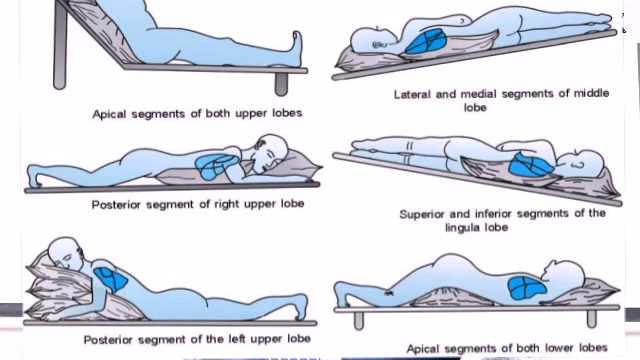 Apical segments of both upper lobes
Lateral and medial segments of middle
lobe
Posterior segment of right upper lobe
Superior and inferior segments of the
lingula lobe
Posterior segment of the left upper lobe
Apical segments of both lower lobes